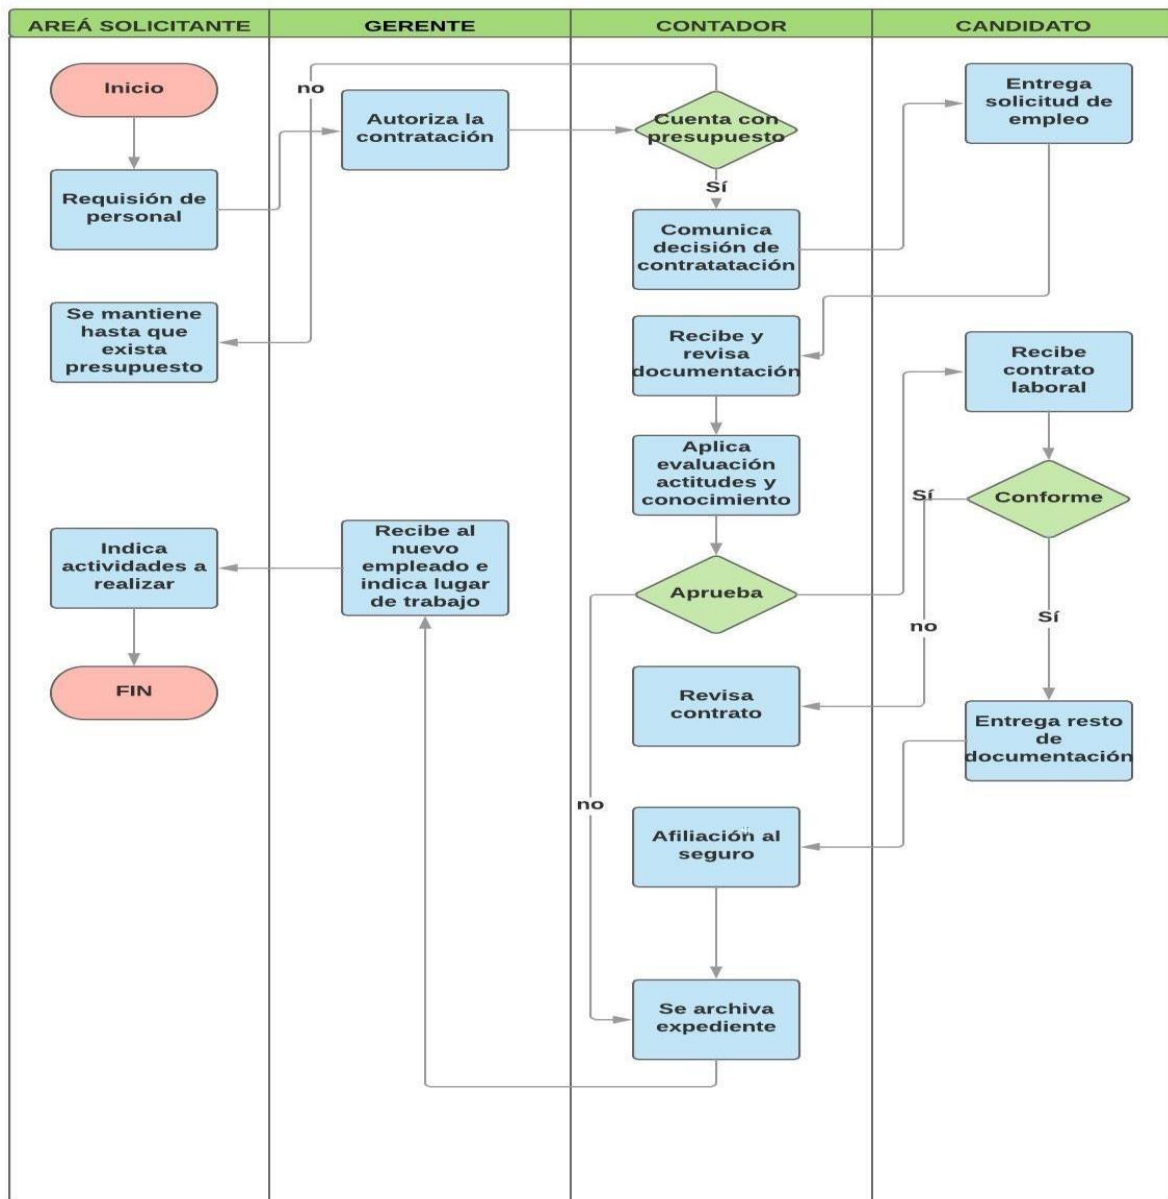 AREÁ SOLICITANTE
GERENTE
CONTADOR
CANDIDATO
Inicio
Requisión de
personal
Se mantiene
hasta que
exista
presupuesto
Indica
actividades a
realizar
FIN
no
Autoriza la
contratación
Recibe al
nuevo
empleado e
indica lugar
de trabajo
Cuenta con
presupuesto
Sí
Comunica
decisión de
contratatación
Recibe y
revisa
documentación
Aplica
evaluación
actitudes y
conocimiento
Aprueba
no
Revisa
contrato
Afiliación al
seguro
Se archiva
expediente
Entrega
solicitud de
empleo
Recibe
contrato
laboral
Conforme
Sí
no
Sí
Entrega resto
de
documentación